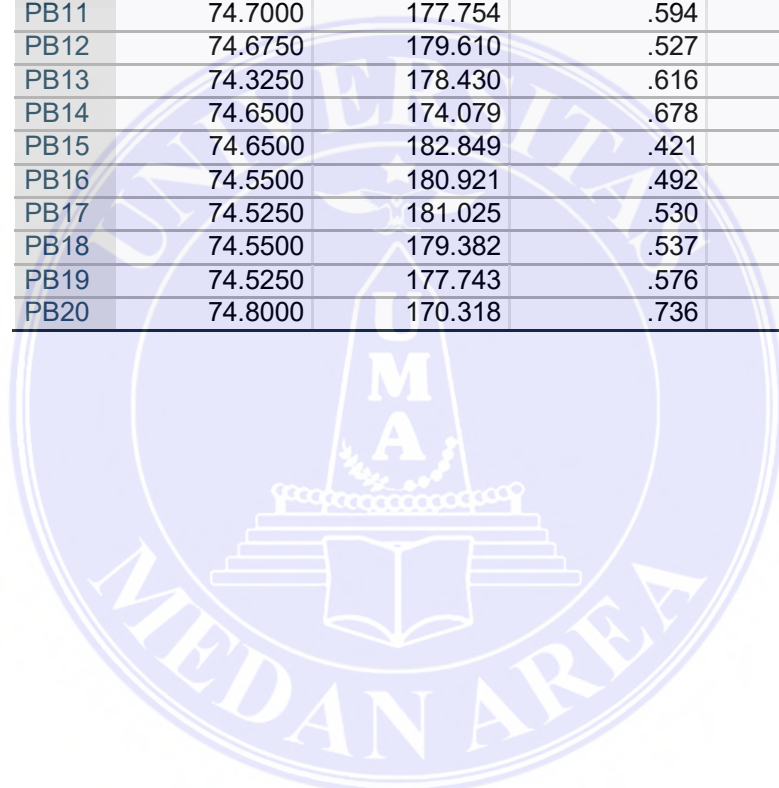 PB11 74.7000 177.754 .594
PB12 74.6750 179.610 .527
PB13 74.3250 178.430 .616
PB14 74.6500 174.079 .678
PB15 74.6500 182.849 .421
PB16 74.5500 180.921 .492
PB17 74.5250 181.025 .530
PB18 74.5500 179.382 .537
PB19 74.5250 177.743 .576
PB20 74.8000 170.318 .736
UNIVERSITAS
U
M
A
MEDAN AREA